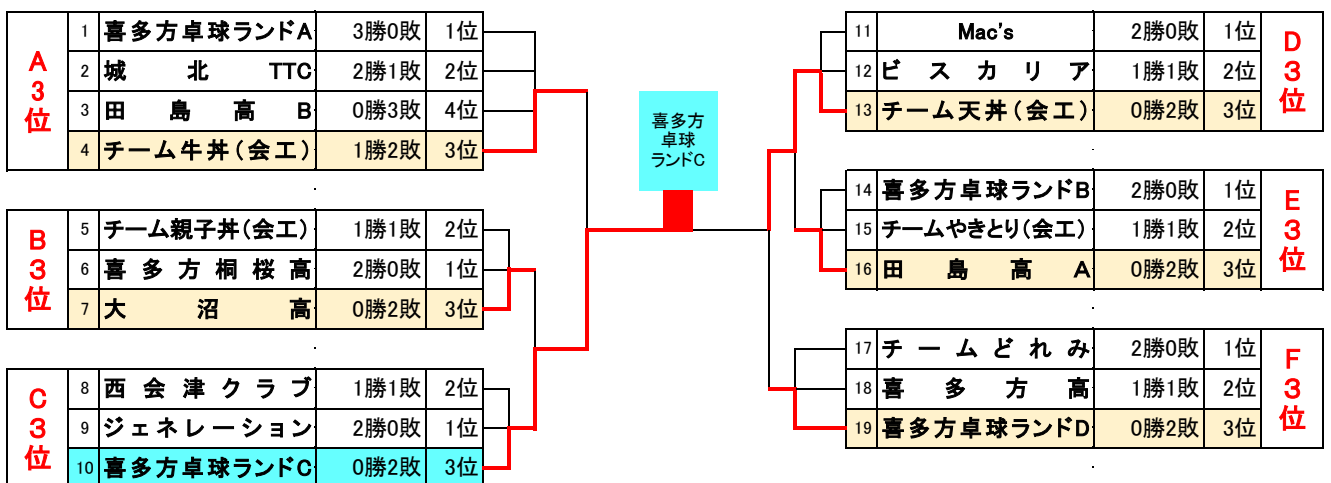 A3位
1 喜多方卓球ランドA 3勝0敗 1位
2 城北TTC 2勝1敗 2位
3 田島高B 0勝3敗 4位
4 チーム牛丼(会工) 1勝2敗 3位
B3位
5 チーム親子丼(会工) 1勝1敗 2位
6 喜多方桐桜高 2勝0敗 1位
7 大沼高 0勝2敗 3位
C3位
8 西会津クラブ 1勝1敗 2位
9 ジェネレーション 2勝0敗 1位
10 喜多方卓球ランドC 0勝2敗 3位
喜多方
卓球
ランドC
11 Mac's 2勝0敗 1位
12 ビスカリア 1勝1敗 2位
13 チーム天丼(会工) 0勝2敗 3位
D3位
14 喜多方卓球ランドB 2勝0敗 1位
15 チームやきとり(会工) 1勝1敗 2位
16 田島高A 0勝2敗 3位
E3位
17 チームどれみ 2勝0敗 1位
18 喜多方高 1勝1敗 2位
19 喜多方卓球ランドD 0勝2敗 3位
F3位